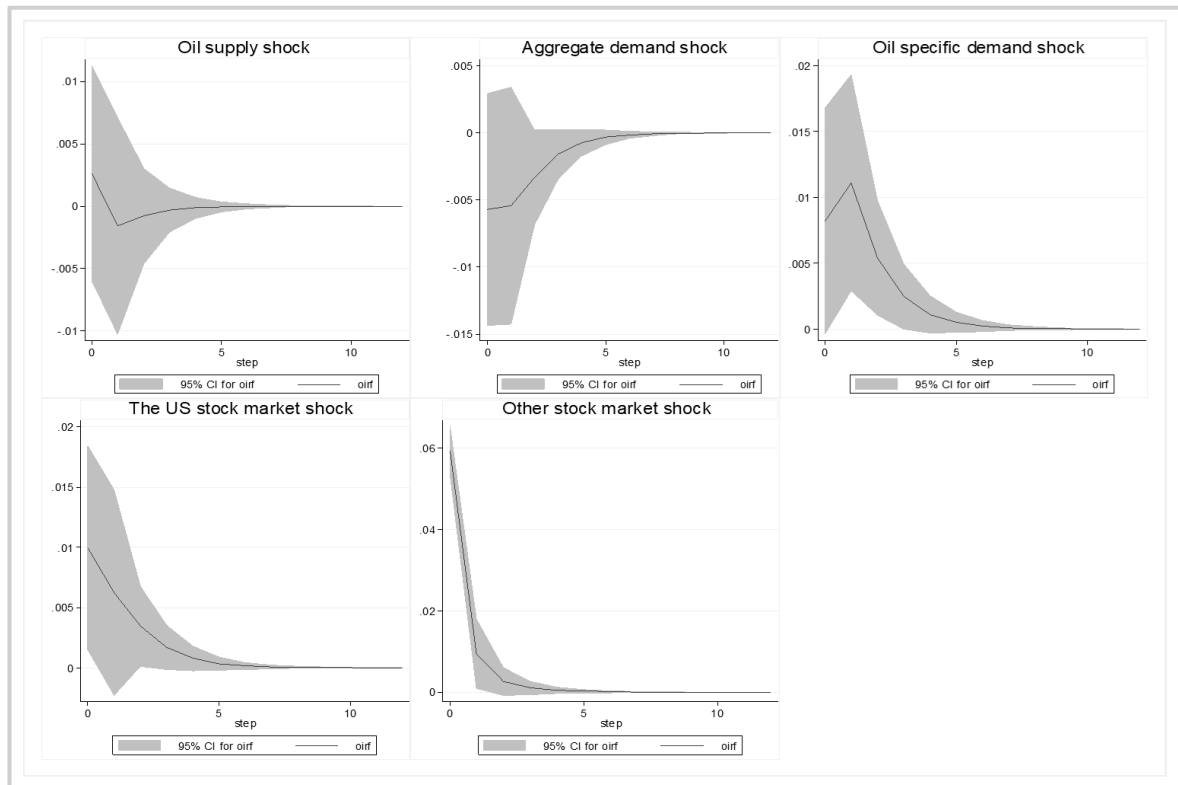 Oil supply shock
.01
.005
0
-.005
-.01
0 5 10
step
95% CI for oirf oirf
Aggregate demand shock
.005
0
-.005
-.01
-.015
0 5 10
step
95% CI for oirf oirf
Oil specific demand shock
.02
.015
.01
.005
0
0 5 10
step
95% CI for oirf oirf
The US stock market shock
.02
.015
.01
.005
0
0 5 10
step
95% CI for oirf oirf
Other stock market shock
.06
.04
.02
0
0 5 10
step
95% CI for oirf oirf